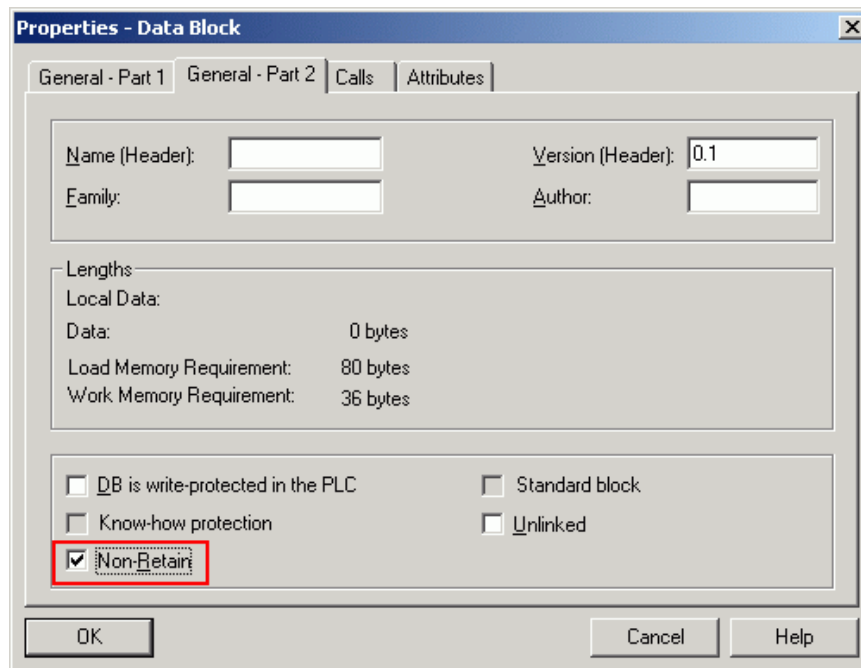 Properties - Data Block
General - Part 1 General - Part 2 Calls Attributes
Name (Header): Version (Header): 0.1
Family: Author:
Lengths
Local Data:
Data: 0 bytes
Load Memory Requirement: 80 bytes
Work Memory Requirement: 36 bytes
DB is write-protected in the PLC Standard block
Know-how protection Unlinked
Non-Retain
OK Cancel Help